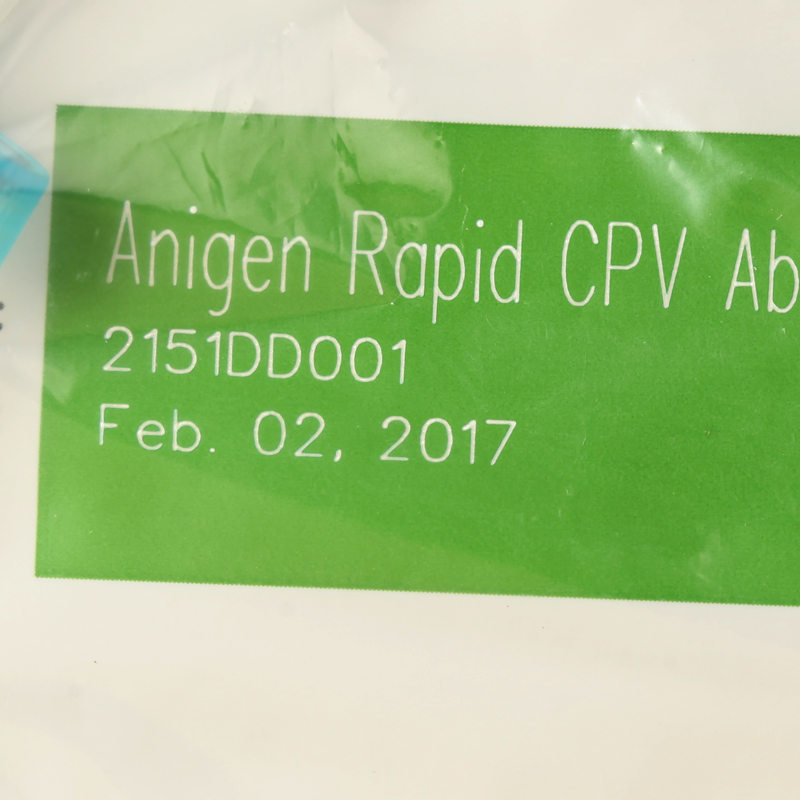 Anigen Rapid CPV Ab
2151DD001
Feb. 02, 2017